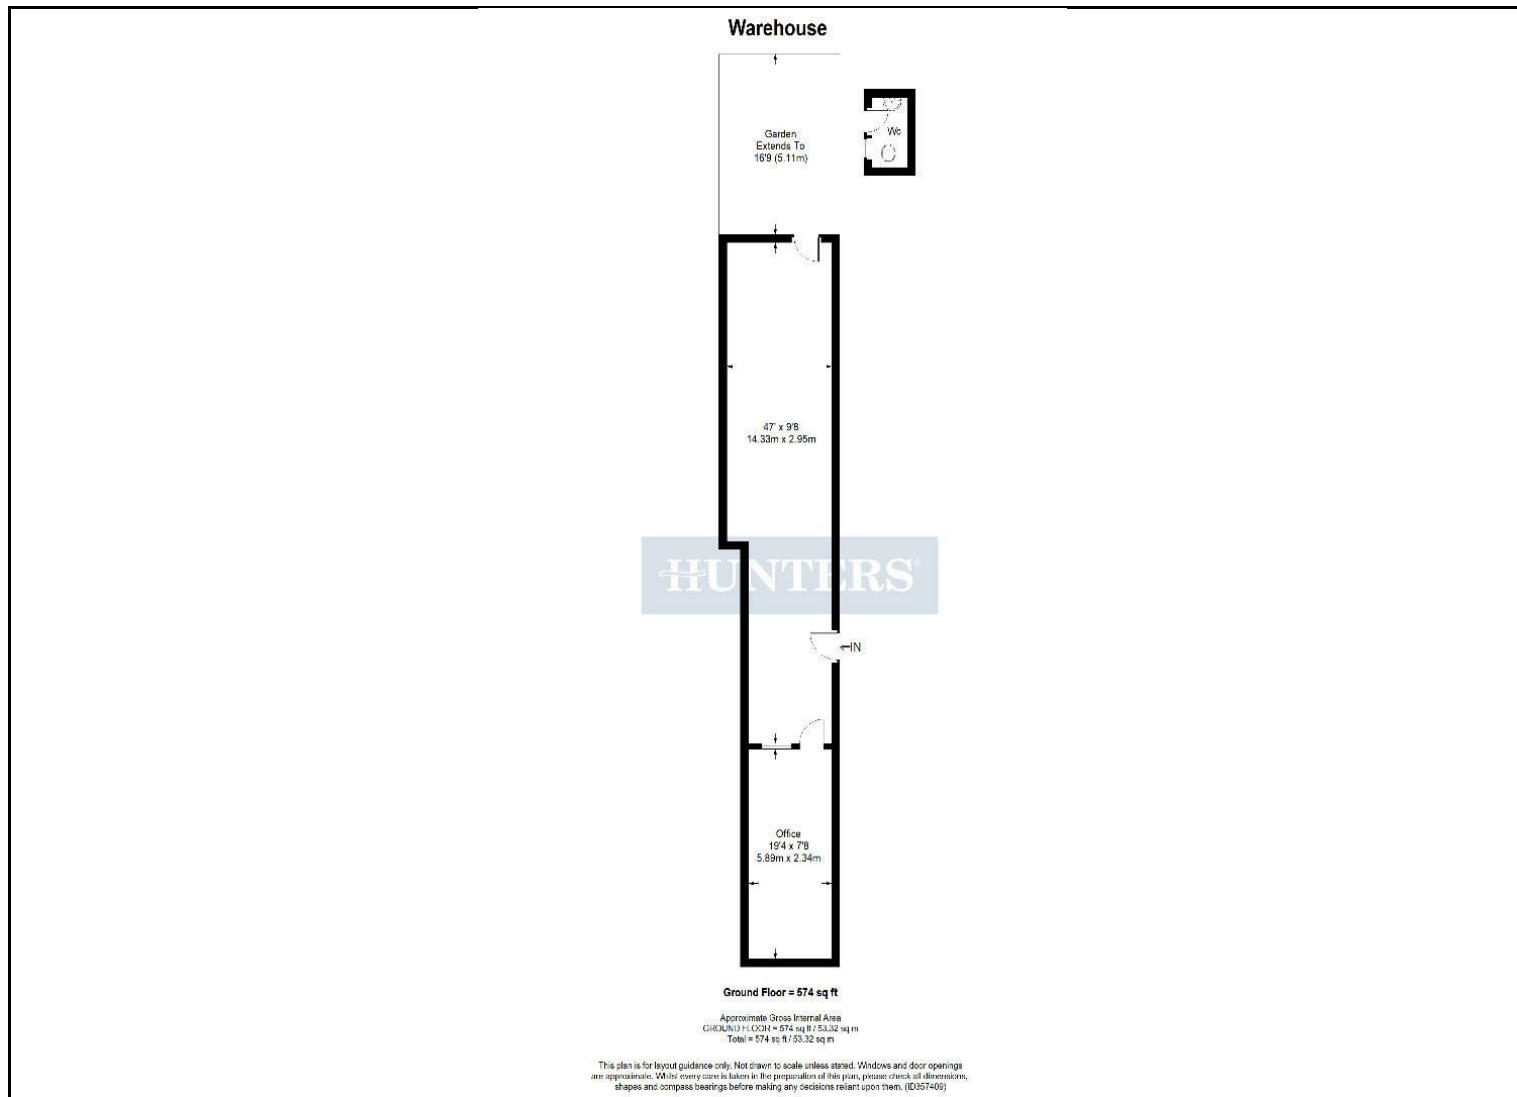 Warehouse
Garden
Extends To
16'9 (5.11m)
Wc
47' x 9'8
14.33m x 2.95m
HUNTERS®
IN
Office
19'4 x 7'8
5.89m x 2.34m
Ground Floor = 574 sq ft
Approximate Gross Internal Area
GROUND FLOOR = 574 sq ft / 53.32 sq m
Total = 574 sq ft / 53.32 sq m
This plan is for layout guidance only. Not drawn to scale unless stated. Windows and door openings
are approximate. Whilst every care is taken in the preparation of this plan, please check all dimensions,
shapes and compass bearings before making any decisions reliant upon them. (ID357409)